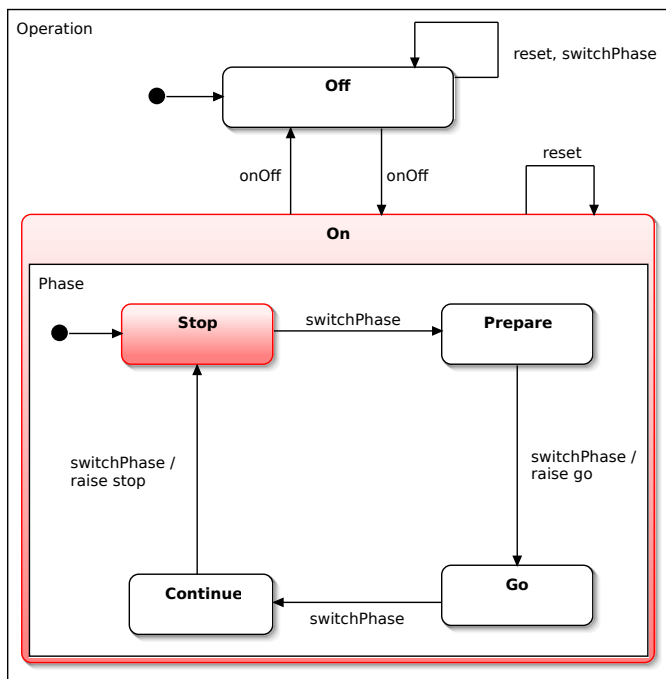 Operation
reset, switchPhase
Off
onOff
onOff
reset
On
Phase
Stop
switchPhase
Prepare
switchPhase /
raise stop
switchPhase /
raise go
Continue
switchPhase
Go